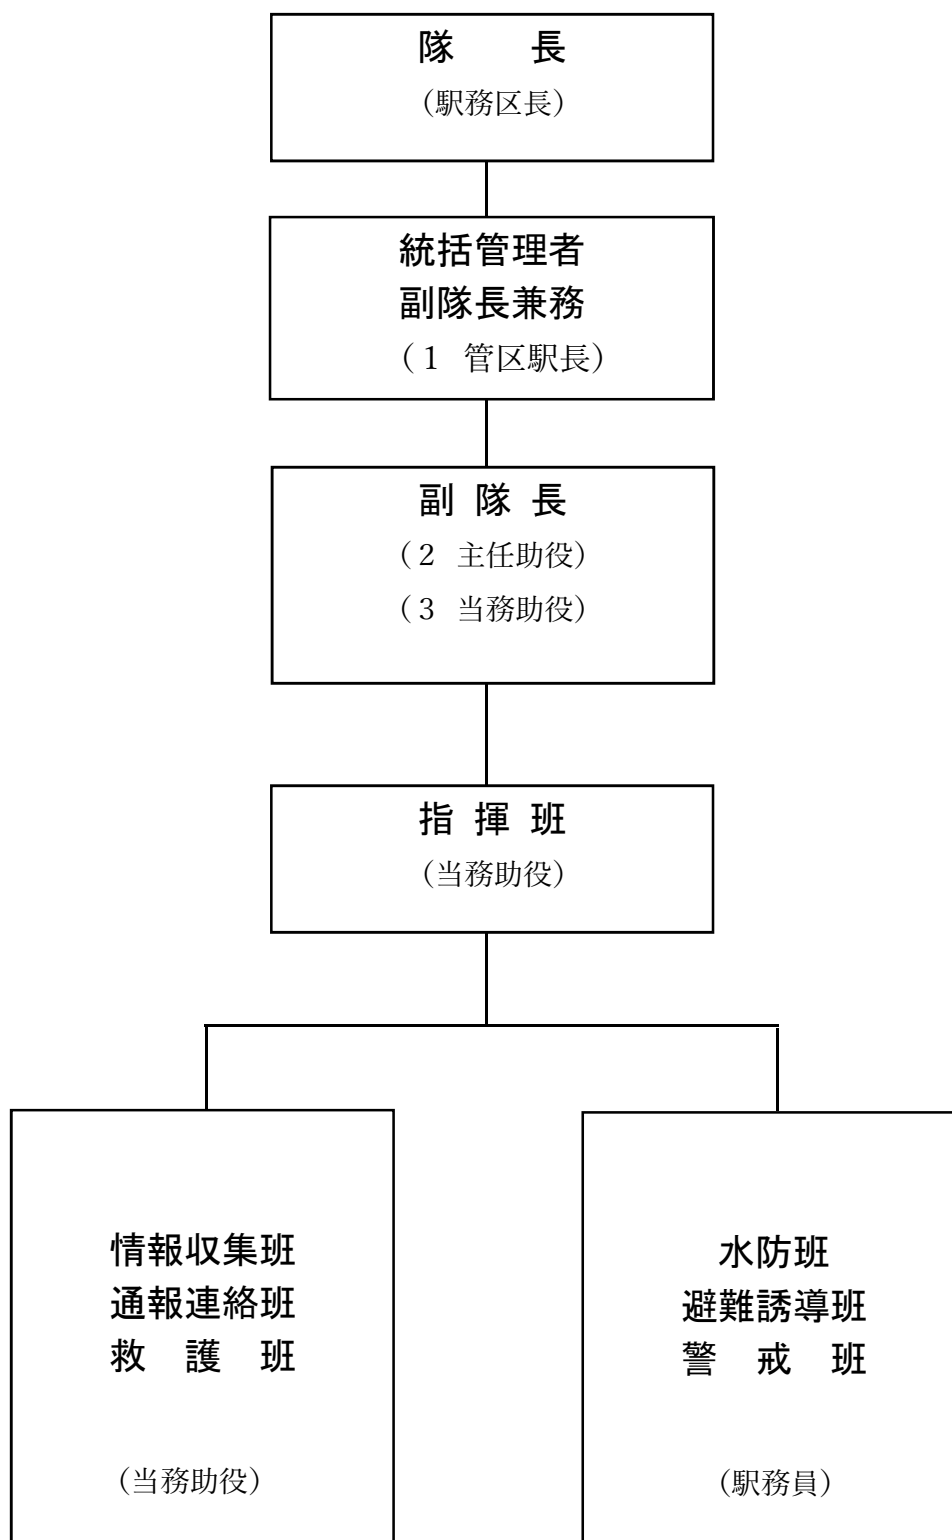 隊　　長
（駅務区長）
統括管理者
副隊長兼務
（１ 管区駅長）
副 隊 長
（２ 主任助役）
（３ 当務助役）
指 揮 班
（当務助役）
情報収集班
通報連絡班
救　護　班
（当務助役）
水防班
避難誘導班
警　戒　班
（駅務員）